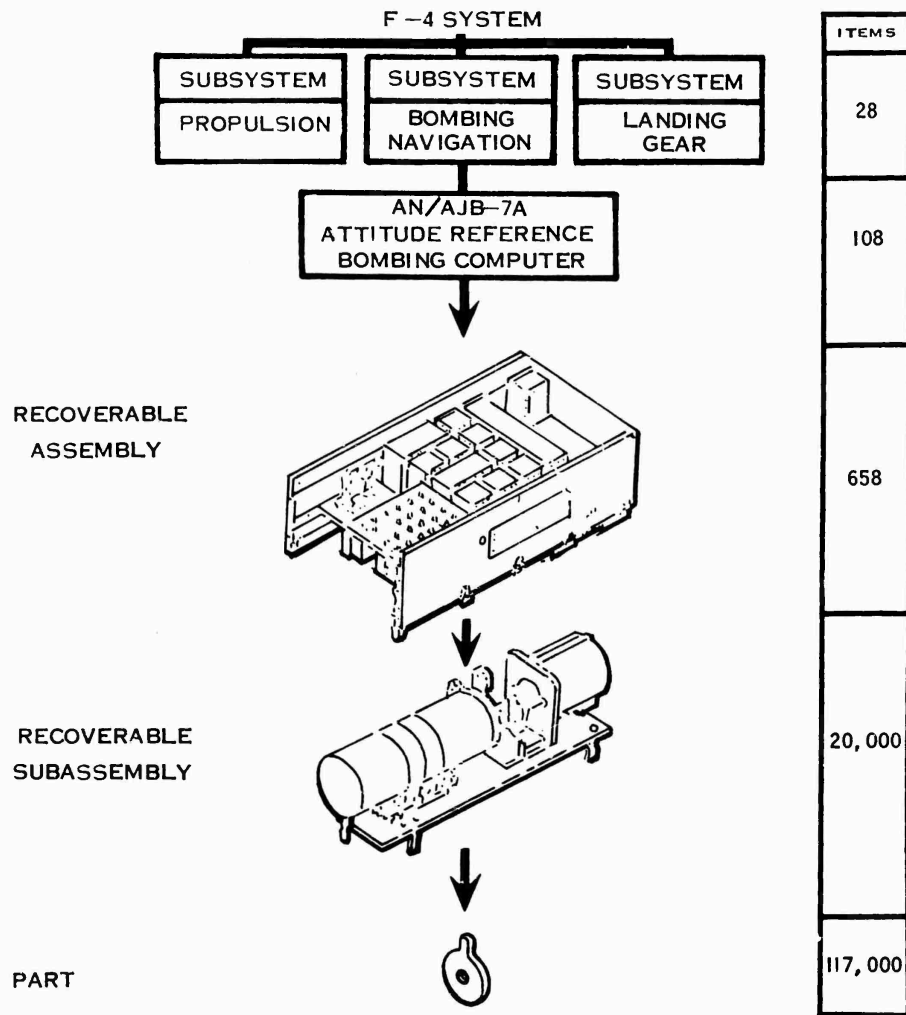 F-4 SYSTEM
ITEMS
SUBSYSTEM
PROPULSION
SUBSYSTEM
BOMBING
NAVIGATION
SUBSYSTEM
LANDING
GEAR
28
AN/AJB-7A
ATTITUDE REFERENCE
BOMBING COMPUTER
108
RECOVERABLE
ASSEMBLY
658
RECOVERABLE
SUBASSEMBLY
20,000
PART
117,000